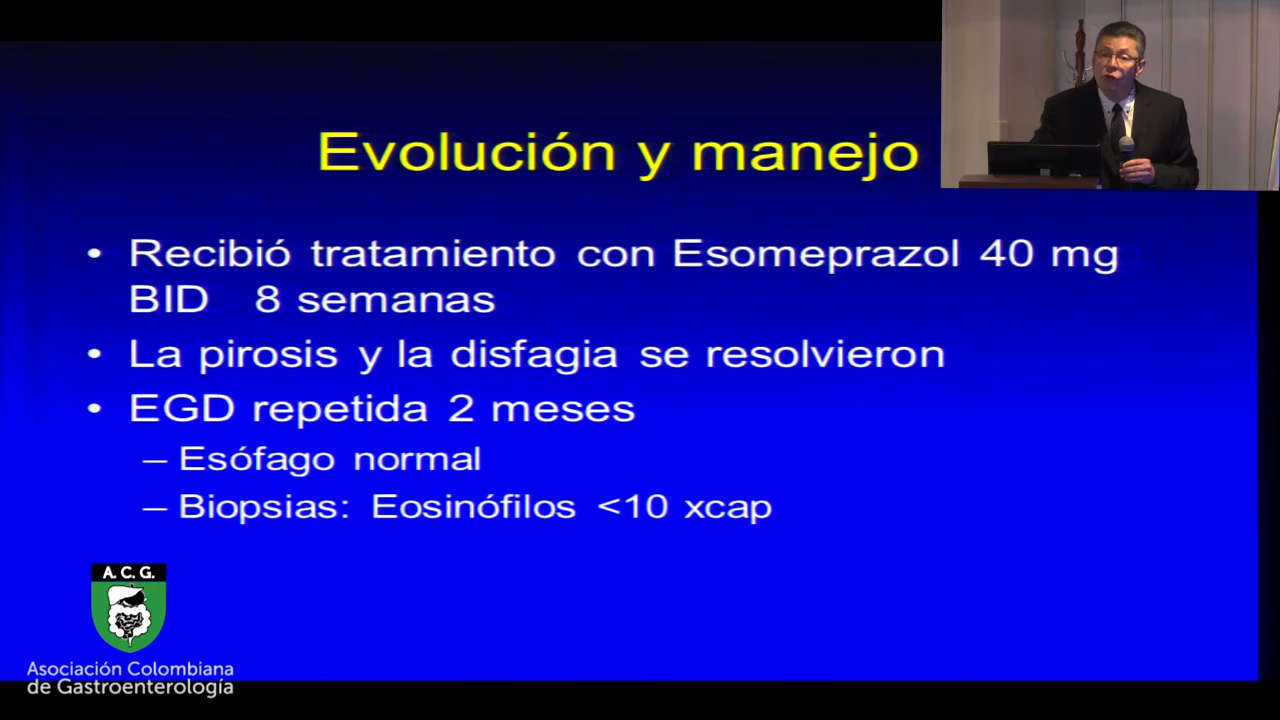 Evolución y manejo
• Recibió tratamiento con Esomeprazol 40 mg
BID 8 semanas
• La pirosis y la disfagia se resolvieron
• EGD repetida 2 meses
– Esófago normal
– Biopsias: Eosinófilos <10 xcap
A. C. G.
Asociación Colombiana
de Gastroenterología